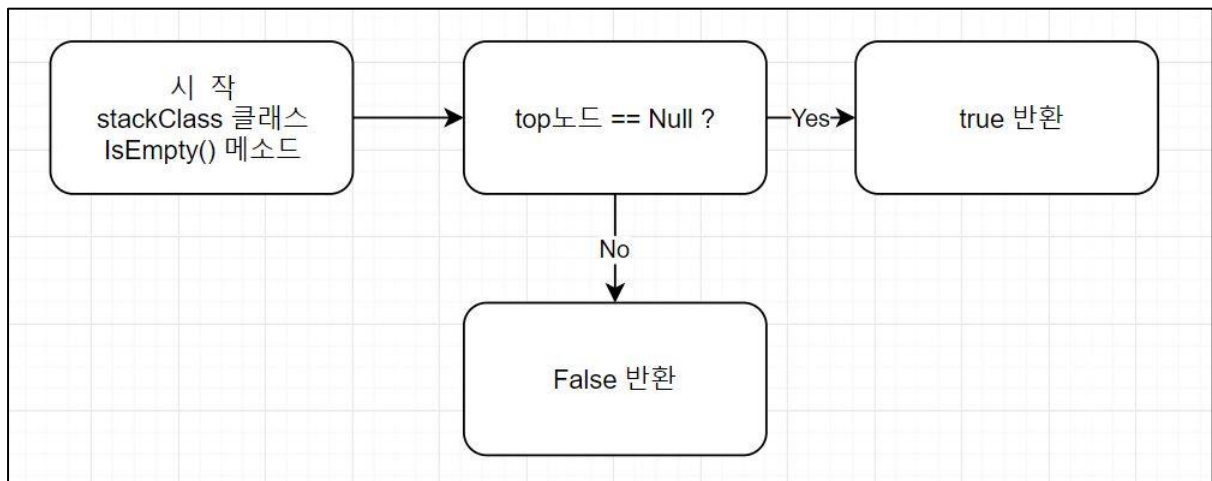 시 작
stackClass 클래스
IsEmpty() 메소드
top노드 == Null ?
Yes
true 반환
No
False 반환